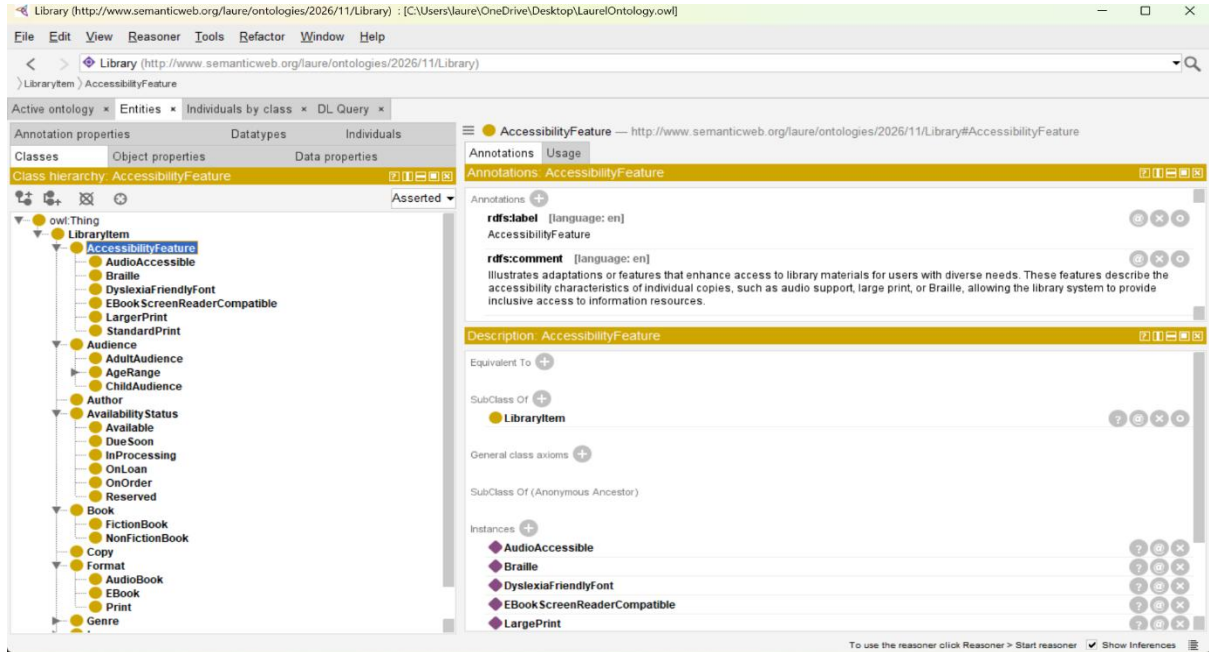 Library (http://www.semanticweb.org/laure/ontologies/2026/11/Library) : [C:\Users\laure\OneDrive\Desktop\LaurelOntology.owl]
File Edit View Reasoner Tools Refactor Window Help
Library (http://www.semanticweb.org/laure/ontologies/2026/11/Library)
LibraryItem AccessibilityFeature
Active ontology × Entities × Individuals by class × DL Query ×
Annotation properties Datatypes Individuals
Classes Object properties Data properties
Class hierarchy: AccessibilityFeature
Asserted
owl:Thing
LibraryItem
AccessibilityFeature
AudioAccessible
Braille
DyslexiaFriendlyFont
EBookScreenReaderCompatible
LargerPrint
StandardPrint
Audience
AdultAudience
AgeRange
ChildAudience
Author
AvailabilityStatus
Available
DueSoon
InProcessing
OnLoan
OnOrder
Reserved
Book
FictionBook
NonFictionBook
Copy
Format
AudioBook
EBook
Print
Genre
AccessibilityFeature — http://www.semanticweb.org/laure/ontologies/2026/11/Library#AccessibilityFeature
Annotations Usage
Annotations: AccessibilityFeature
Annotations
rdfs:label [language: en]
AccessibilityFeature
rdfs:comment [language: en]
Illustrates adaptations or features that enhance access to library materials for users with diverse needs. These features describe the
accessibility characteristics of individual copies, such as audio support, large print, or Braille, allowing the library system to provide
inclusive access to information resources.
Description: AccessibilityFeature
Equivalent To
SubClass Of
LibraryItem
General class axioms
SubClass Of (Anonymous Ancestor)
Instances
AudioAccessible
Braille
DyslexiaFriendlyFont
EBookScreenReaderCompatible
LargePrint
To use the reasoner click Reasoner > Start reasoner Show Inferences